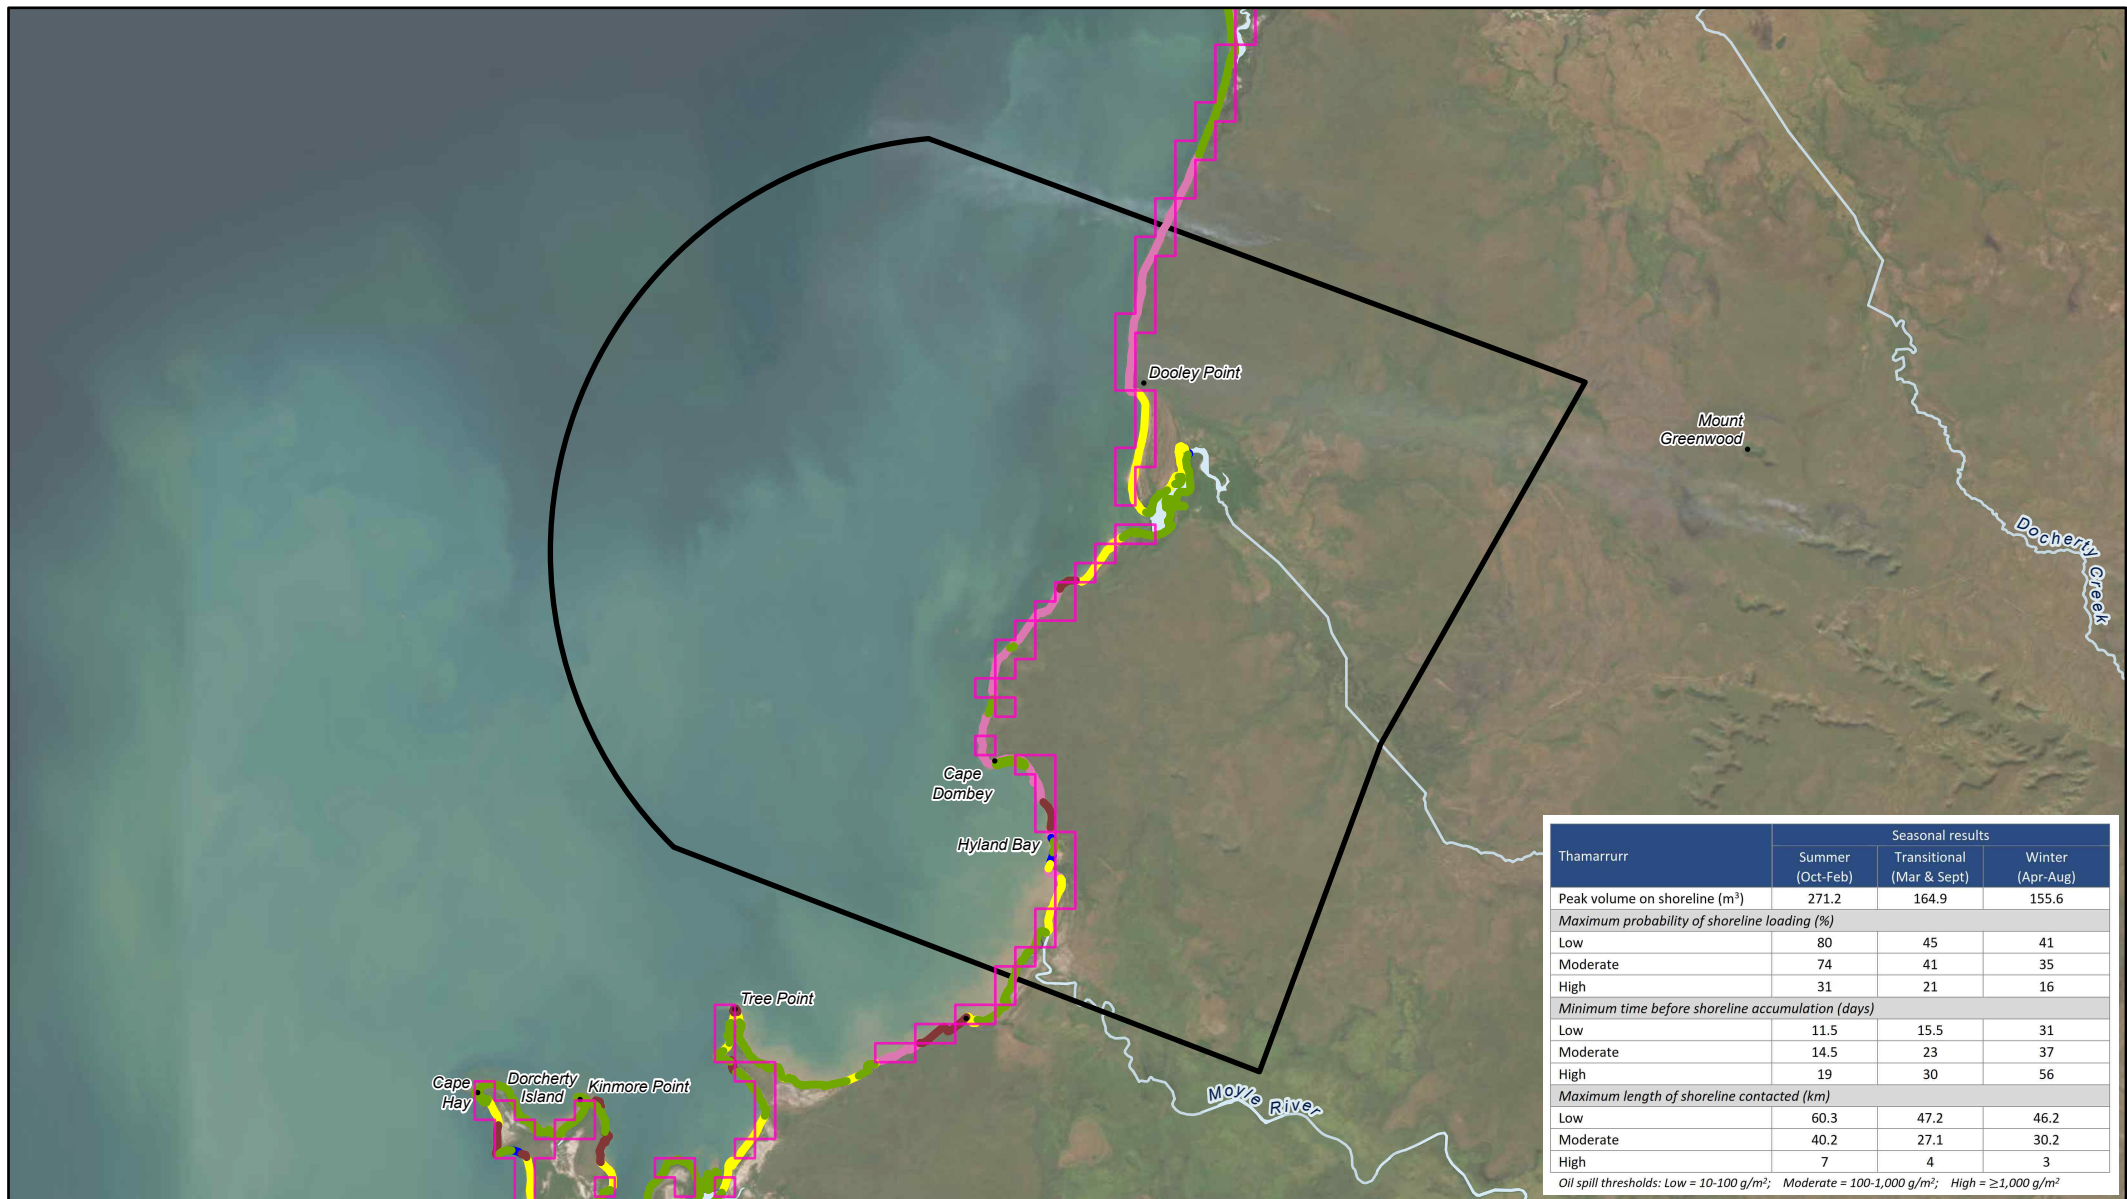 Dooley Point
Mount
Greenwood
Docherty
Creek
Cape
Dombey
Hyland Bay
Tree Point
Cape
Hay
Dorcherty
Island
Kinmore Point
Moyle River
Thamarrurr
Seasonal results
Summer
(Oct-Feb)
Transitional
(Mar & Sept)
Winter
(Apr-Aug)
Peak volume on shoreline (m³) 271.2 164.9 155.6
Maximum probability of shoreline loading (%)
Low 80 45 41
Moderate 74 41 35
High 31 21 16
Minimum time before shoreline accumulation (days)
Low 11.5 15.5 31
Moderate 14.5 23 37
High 19 30 56
Maximum length of shoreline contacted (km)
Low 60.3 47.2 46.2
Moderate 40.2 27.1 30.2
High 7 4 3
Oil spill thresholds: Low = 10-100 g/m²; Moderate = 100-1,000 g/m²; High = ≥1,000 g/m²